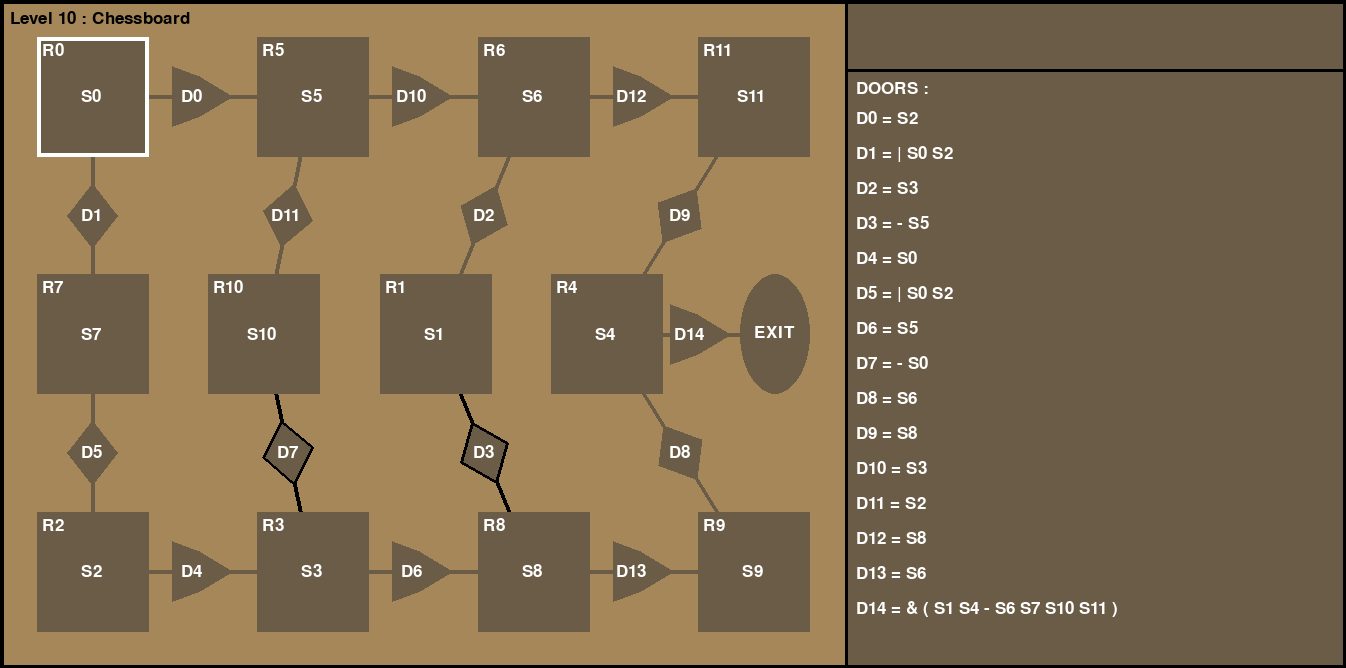 Level 10 : Chessboard
R0
S0
D0
R5
S5
D10
R6
S6
D12
R11
S11
D1
D11
D2
D9
R7
S7
R10
S10
R1
S1
R4
S4
D14
EXIT
D5
D7
D3
D8
R2
S2
D4
R3
S3
D6
R8
S8
D13
R9
S9
DOORS :
D0 = S2
D1 = | S0 S2
D2 = S3
D3 = - S5
D4 = S0
D5 = | S0 S2
D6 = S5
D7 = - S0
D8 = S6
D9 = S8
D10 = S3
D11 = S2
D12 = S8
D13 = S6
D14 = & ( S1 S4 - S6 S7 S10 S11 )